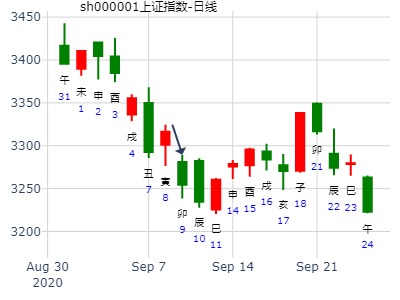 sh000001上证指数-日线
3450
3400
3350
3300
3250
3200
午
31
未
1
申
2
酉
3
戌
4
丑
7
寅
8
卯
9
辰
10
巳
11
申
14
酉
15
戌
16
亥
17
子
18
卯
21
辰
22
巳
23
午
24
Aug 30
2020
Sep 7
Sep 14
Sep 21